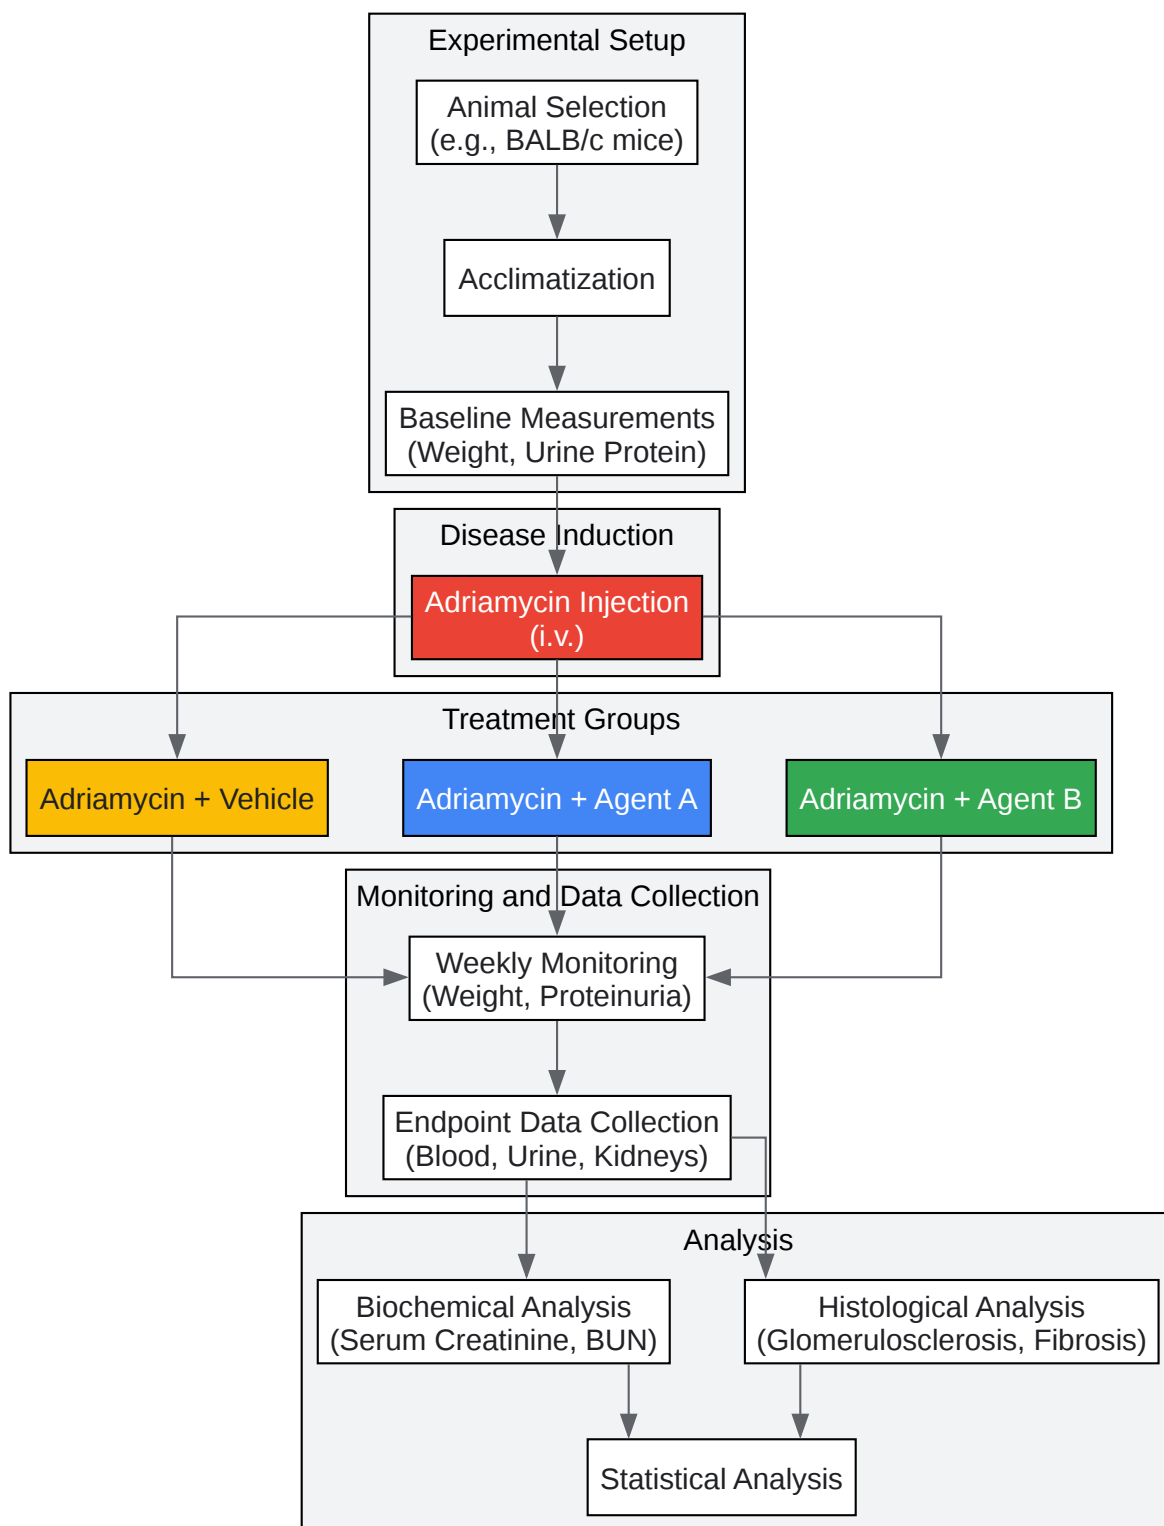 Experimental Setup
Animal Selection
(e.g., BALB/c mice)
Acclimatization
Baseline Measurements
(Weight, Urine Protein)
Disease Induction
Adriamycin Injection
(i.v.)
Treatment Groups
Adriamycin + Vehicle
Adriamycin + Agent A
Adriamycin + Agent B
Monitoring and Data Collection
Weekly Monitoring
(Weight, Proteinuria)
Endpoint Data Collection
(Blood, Urine, Kidneys)
Analysis
Biochemical Analysis
(Serum Creatinine, BUN)
Histological Analysis
(Glomerulosclerosis, Fibrosis)
Statistical Analysis